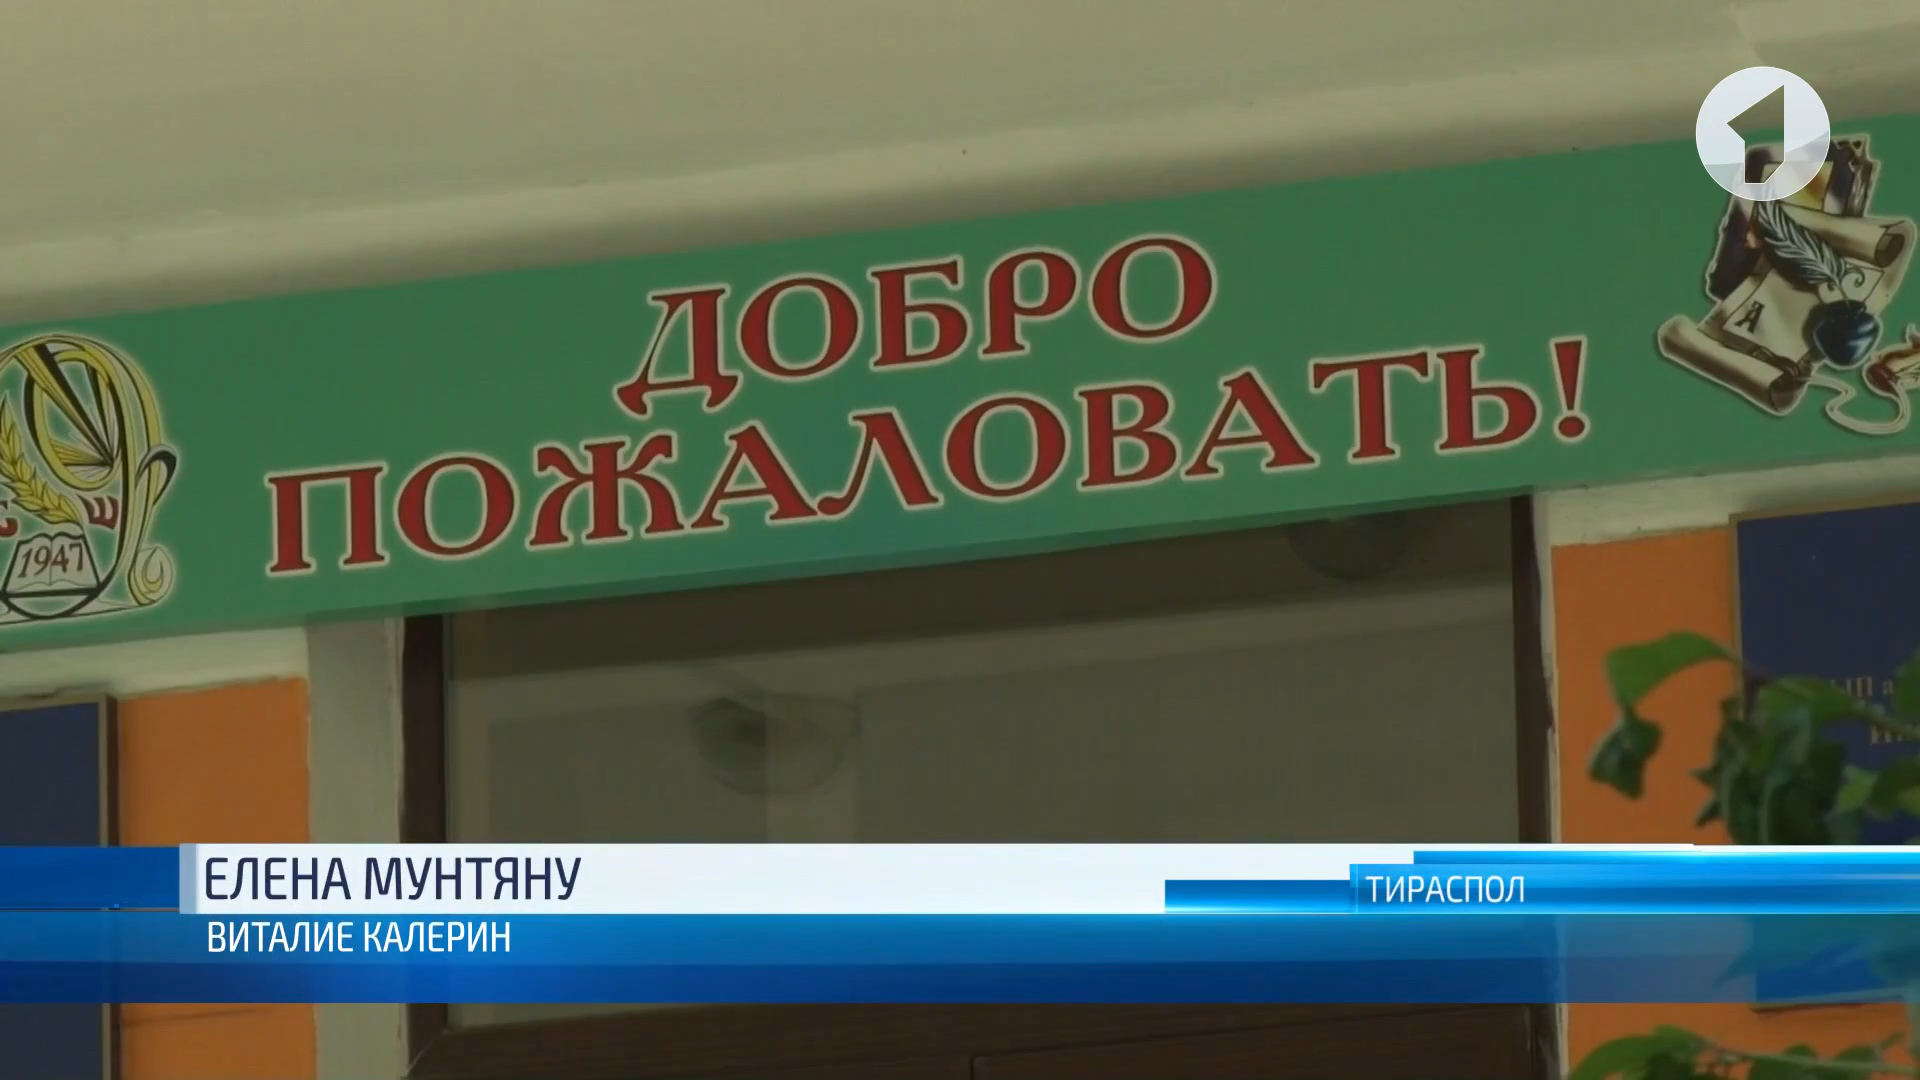 ДОБРО
ПОЖАЛОВАТЬ!
А
С Ш
1947
ЕЛЕНА МУНТЯНУ
ТИРАСПОЛ
ВИТАЛИЕ КАЛЕРИН